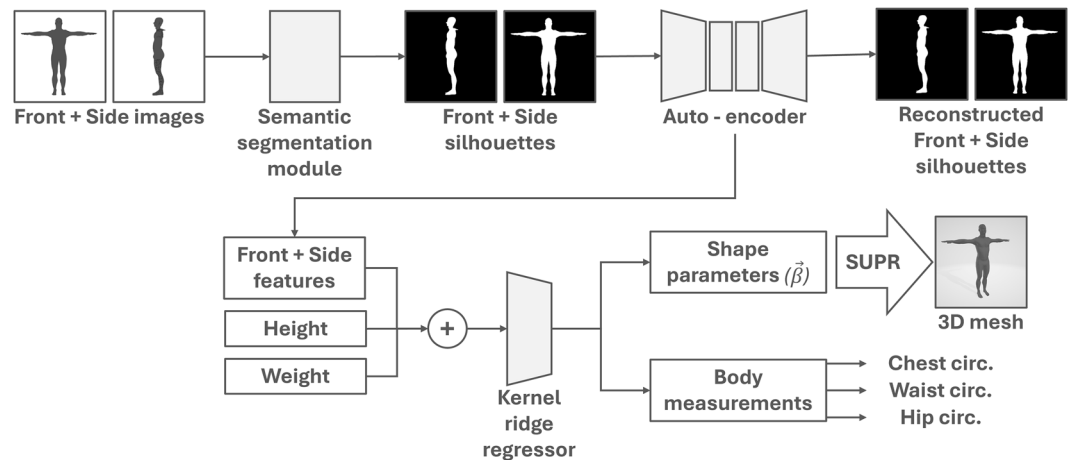 Front + Side images
Semantic
segmentation
module
Front + Side
silhouettes
Auto - encoder
Reconstructed
Front + Side
silhouettes
Front + Side
features
Height
Weight
+
Kernel
ridge
regressor
Shape
parameters (β⃗)
SUPR
3D mesh
Body
measurements
Chest circ.
Waist circ.
Hip circ.